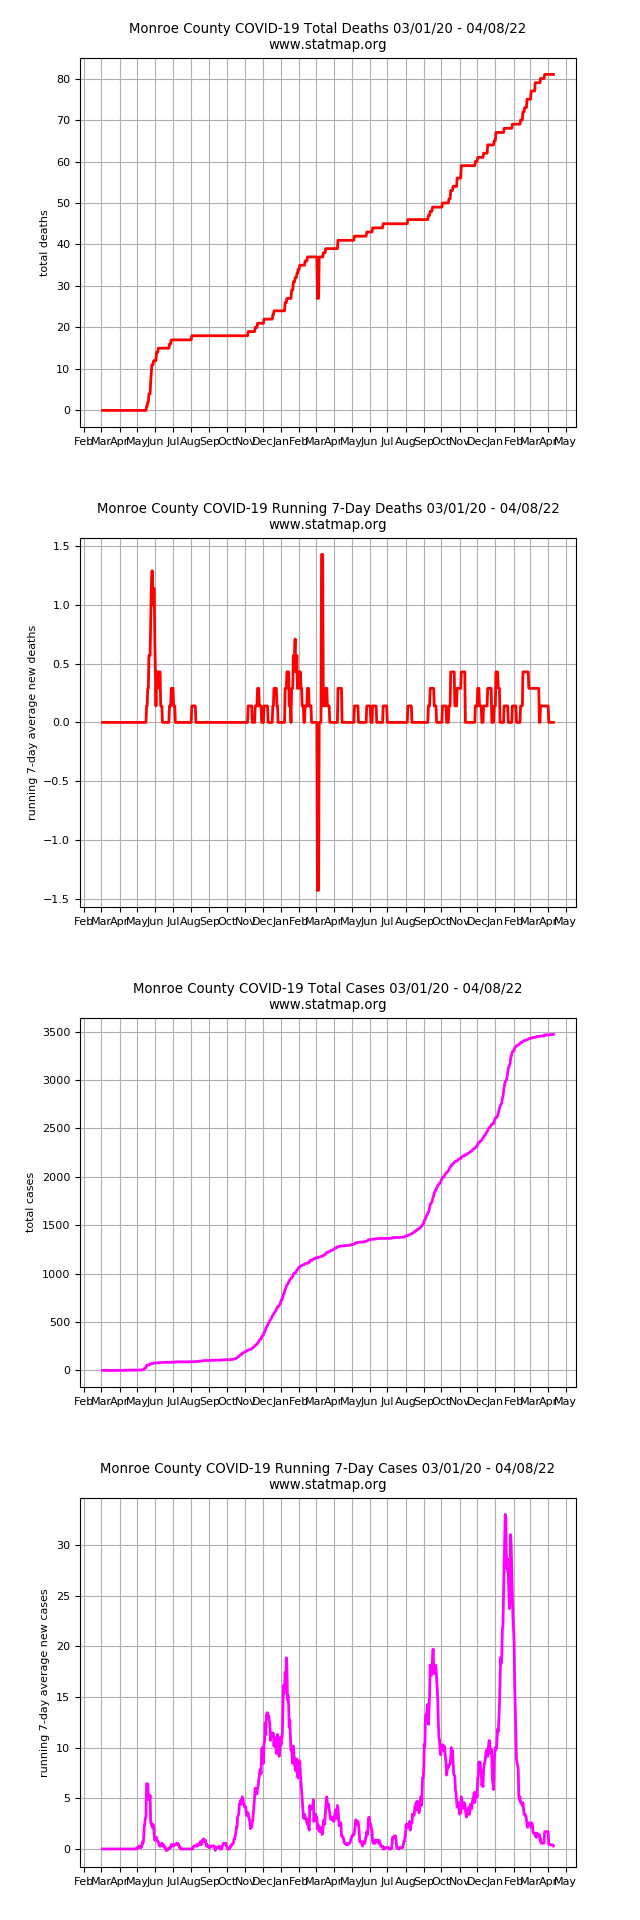 Monroe County COVID-19 Total Deaths 03/01/20 - 04/08/22
www.statmap.org
80
70
60
50
40
30
20
10
0
total deaths
Feb Mar Apr May Jun Jul Aug Sep Oct Nov Dec Jan Feb Mar Apr May Jun Jul Aug Sep Oct Nov Dec Jan Feb Mar Apr May
Monroe County COVID-19 Running 7-Day Deaths 03/01/20 - 04/08/22
www.statmap.org
1.5
1.0
0.5
0.0
−0.5
−1.0
−1.5
running 7-day average new deaths
Feb Mar Apr May Jun Jul Aug Sep Oct Nov Dec Jan Feb Mar Apr May Jun Jul Aug Sep Oct Nov Dec Jan Feb Mar Apr May
Monroe County COVID-19 Total Cases 03/01/20 - 04/08/22
www.statmap.org
3500
3000
2500
2000
1500
1000
500
0
total cases
Feb Mar Apr May Jun Jul Aug Sep Oct Nov Dec Jan Feb Mar Apr May Jun Jul Aug Sep Oct Nov Dec Jan Feb Mar Apr May
Monroe County COVID-19 Running 7-Day Cases 03/01/20 - 04/08/22
www.statmap.org
30
25
20
15
10
5
0
running 7-day average new cases
Feb Mar Apr May Jun Jul Aug Sep Oct Nov Dec Jan Feb Mar Apr May Jun Jul Aug Sep Oct Nov Dec Jan Feb Mar Apr May